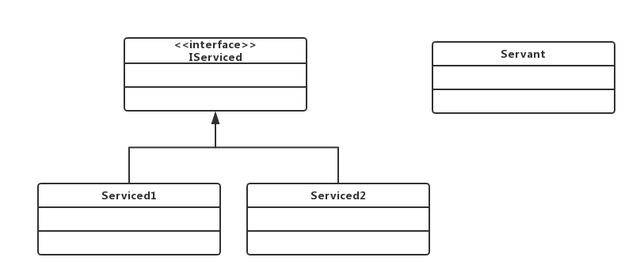 <<interface>>
IServiced
Servant
Serviced1
Serviced2